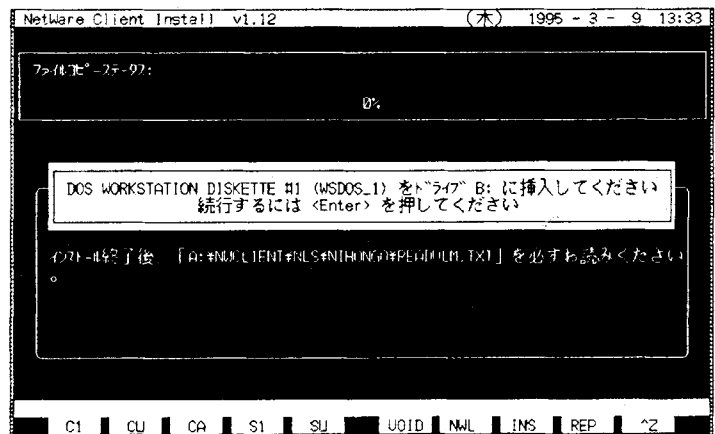 NetWare Client Install v1.12 (木) 1995 - 3 - 9 13:33
ファイルコピーステータス:
0%
DOS WORKSTATION DISKETTE #1 (WSDOS_1) をドライブ B: に挿入してください
続行するには <Enter> を押してください
インストール終了後、「A:¥NWCLIENT¥NLS¥NIHONGO¥READULM.TXT」を必ずお読みください
。
C1 CU CA S1 SU VOID NWL INS REP ^Z